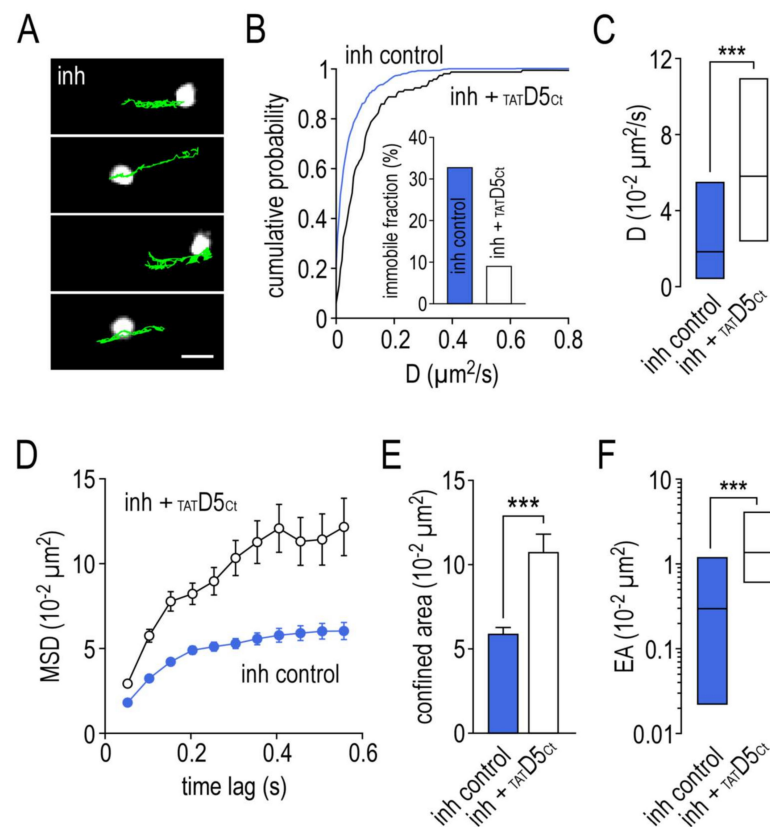 A
inh
B
inh control
inh + TATD5Ct
cumulative probability
1
0.8
0.6
0.4
0.2
0
0 0.2 0.4 0.6 0.8
D (µm²/s)
immobile fraction (%)
40
30
20
10
0
inh control
inh + TATD5Ct
C
***
D (10⁻² µm²/s)
12
9
6
3
0
inh control
inh + TATD5Ct
D
inh + TATD5Ct
MSD (10⁻² µm²)
15
10
5
0
inh control
0 0.2 0.4 0.6
time lag (s)
E
***
confined area (10⁻² µm²)
15
10
5
0
inh control
inh + TATD5Ct
F
***
EA (10⁻² µm²)
10
1
0.1
0.01
inh control
inh + TATD5Ct